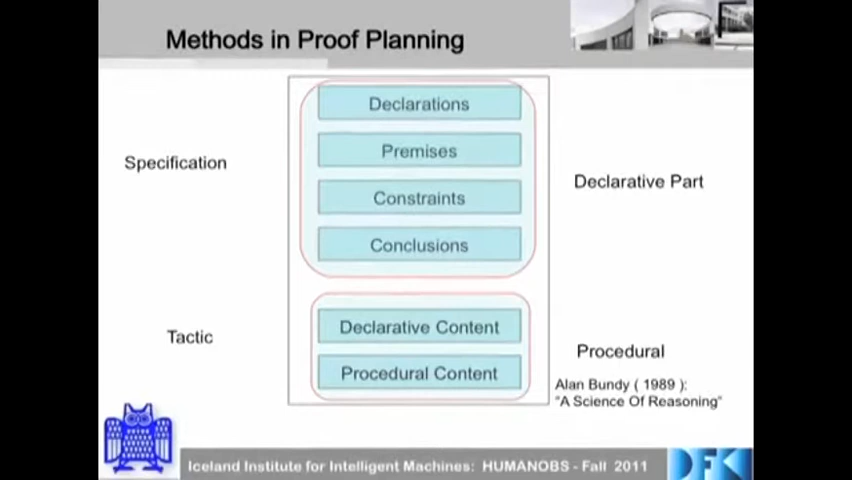 Methods in Proof Planning
Declarations
Premises
Specification
Declarative Part
Constraints
Conclusions
Declarative Content
Tactic
Procedural
Procedural Content
Alan Bundy ( 1989 ):
"A Science Of Reasoning"
Iceland Institute for Intelligent Machines: HUMANOBS - Fall 2011
DFK